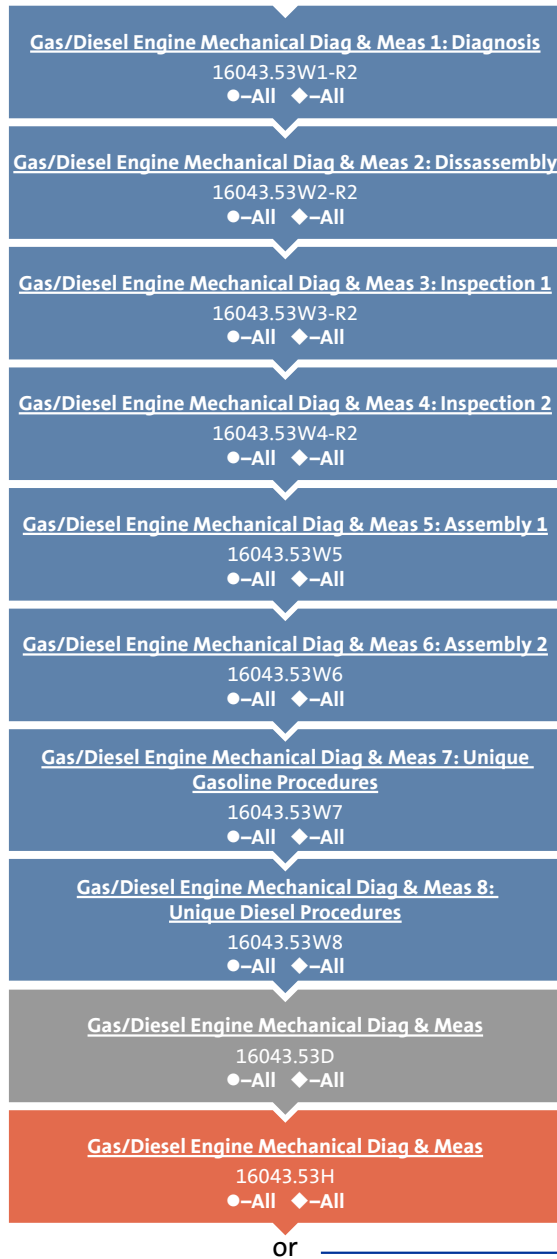 Gas/Diesel Engine Mechanical Diag & Meas 1: Diagnosis
16043.53W1-R2
●–All ◆–All
Gas/Diesel Engine Mechanical Diag & Meas 2: Dissassembly
16043.53W2-R2
●–All ◆–All
Gas/Diesel Engine Mechanical Diag & Meas 3: Inspection 1
16043.53W3-R2
●–All ◆–All
Gas/Diesel Engine Mechanical Diag & Meas 4: Inspection 2
16043.53W4-R2
●–All ◆–All
Gas/Diesel Engine Mechanical Diag & Meas 5: Assembly 1
16043.53W5
●–All ◆–All
Gas/Diesel Engine Mechanical Diag & Meas 6: Assembly 2
16043.53W6
●–All ◆–All
Gas/Diesel Engine Mechanical Diag & Meas 7: Unique
Gasoline Procedures
16043.53W7
●–All ◆–All
Gas/Diesel Engine Mechanical Diag & Meas 8:
Unique Diesel Procedures
16043.53W8
●–All ◆–All
Gas/Diesel Engine Mechanical Diag & Meas
16043.53D
●–All ◆–All
Gas/Diesel Engine Mechanical Diag & Meas
16043.53H
●–All ◆–All
or